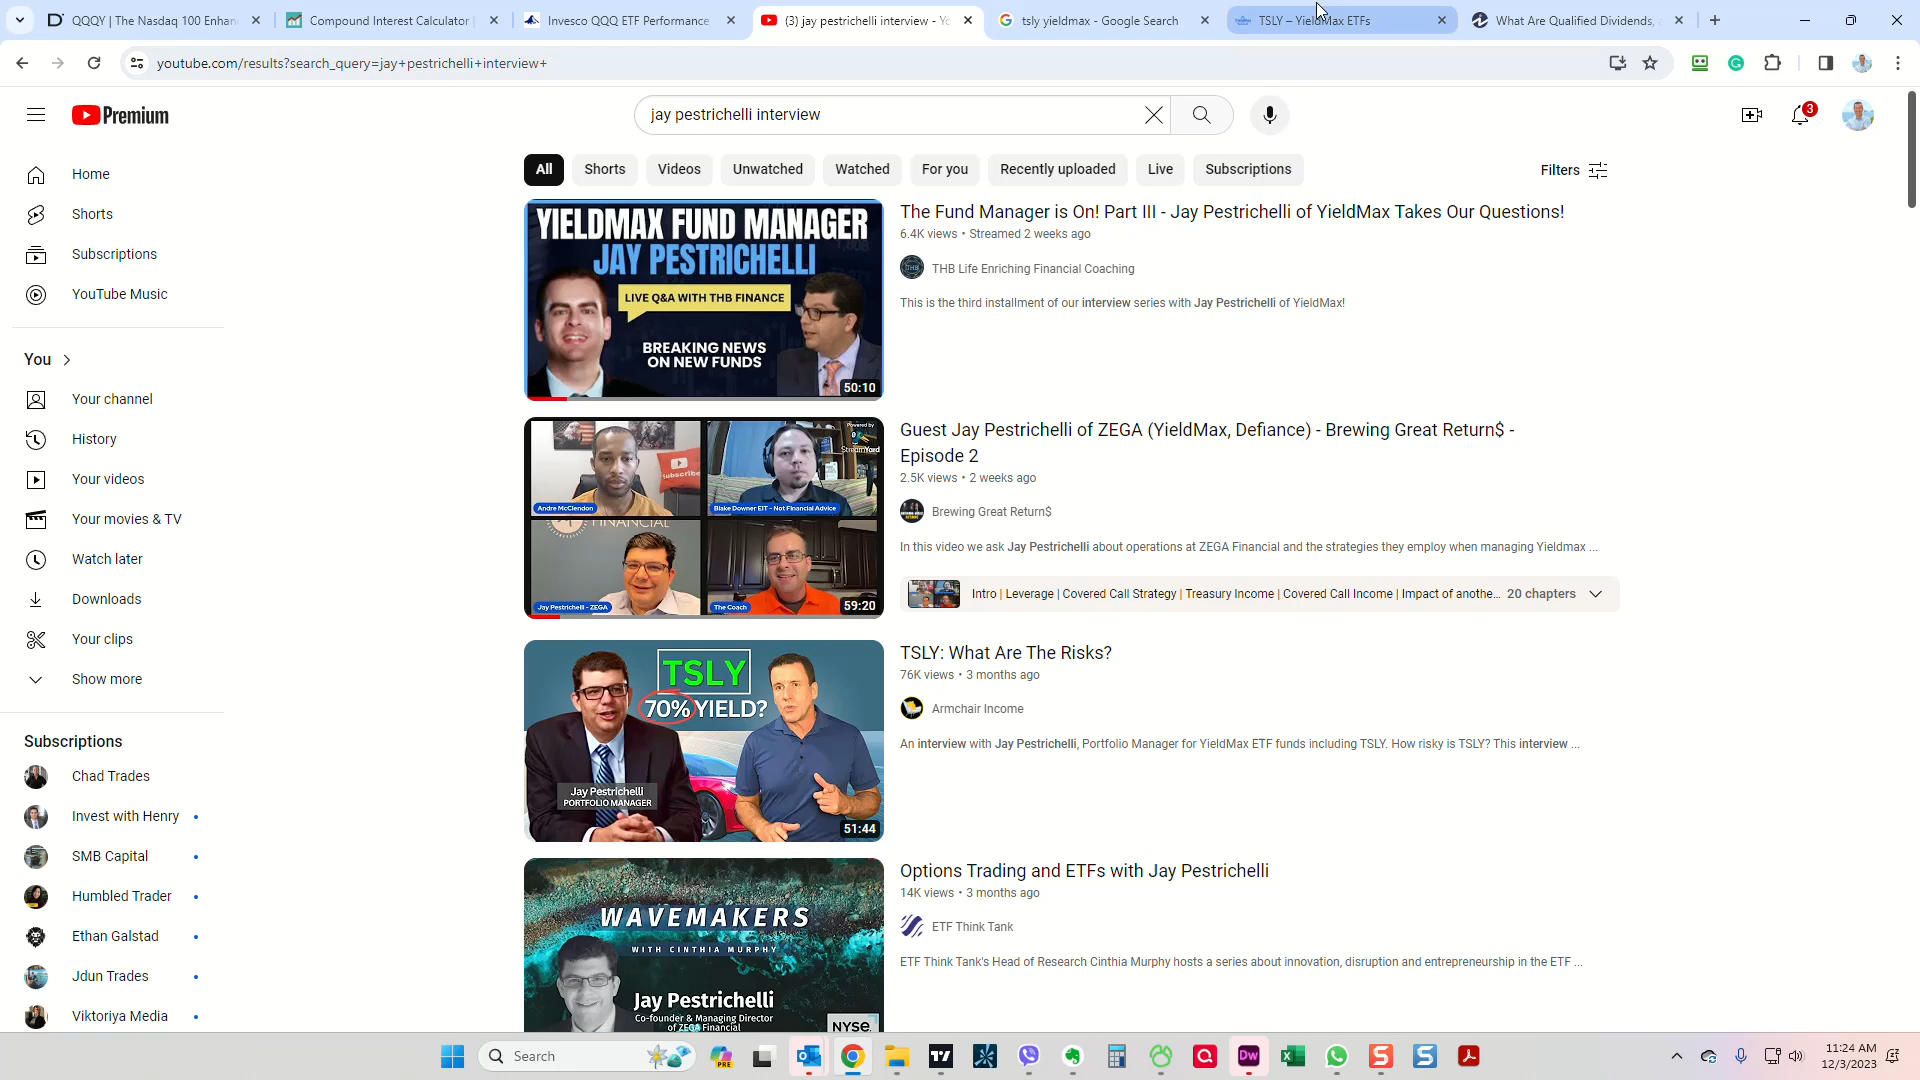 QQQY | The Nasdaq 100 Enhan
Compound Interest Calculator
Invesco QQQ ETF Performance
(3) jay pestrichelli interview - Yo
tsly yieldmax - Google Search
TSLY – YieldMax ETFs
What Are Qualified Dividends,
youtube.com/results?search_query=jay+pestrichelli+interview+
Premium
jay pestrichelli interview
3
All
Shorts
Videos
Unwatched
Watched
For you
Recently uploaded
Live
Subscriptions
Filters
Home
Shorts
Subscriptions
YouTube Music
You
Your channel
History
Your videos
Your movies & TV
Watch later
Downloads
Your clips
Show more
Subscriptions
Chad Trades
Invest with Henry
SMB Capital
Humbled Trader
Ethan Galstad
Jdun Trades
Viktoriya Media
YIELDMAX FUND MANAGER
JAY PESTRICHELLI
LIVE Q&A WITH THB FINANCE
BREAKING NEWS
ON NEW FUNDS
50:10
The Fund Manager is On! Part III - Jay Pestrichelli of YieldMax Takes Our Questions!
6.4K views • Streamed 2 weeks ago
THB Life Enriching Financial Coaching
This is the third installment of our interview series with Jay Pestrichelli of YieldMax!
Powered by
StreamYard
Subscribe
Andre McClendon
Blake Downer EIT - Not Financial Advice
FINANCIAL
Jay Pestrichelli - ZEGA
The Coach
59:20
Guest Jay Pestrichelli of ZEGA (YieldMax, Defiance) - Brewing Great Return$ -
Episode 2
2.5K views • 2 weeks ago
Brewing Great Return$
In this video we ask Jay Pestrichelli about operations at ZEGA Financial and the strategies they employ when managing Yieldmax ...
Intro | Leverage | Covered Call Strategy | Treasury Income | Covered Call Income | Impact of anothe... 20 chapters
TSLY
70% YIELD?
Jay Pestrichelli
PORTFOLIO MANAGER
51:44
TSLY: What Are The Risks?
76K views • 3 months ago
Armchair Income
An interview with Jay Pestrichelli, Portfolio Manager for YieldMax ETF funds including TSLY. How risky is TSLY? This interview ...
WAVEMAKERS
WITH CINTHIA MURPHY
Jay Pestrichelli
Co-founder & Managing Director
of ZEGA Financial
NYSE
Options Trading and ETFs with Jay Pestrichelli
14K views • 3 months ago
ETF Think Tank
ETF Think Tank's Head of Research Cinthia Murphy hosts a series about innovation, disruption and entrepreneurship in the ETF ...
Search
PRE
Dw
11:24 AM
12/3/2023